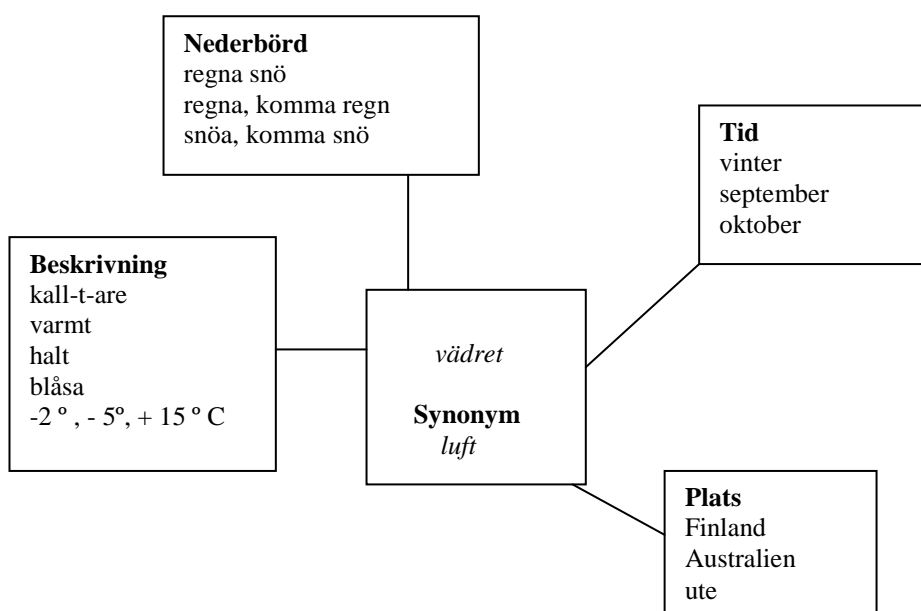 Nederbörd
regna snö
regna, komma regn
snöa, komma snö
Tid
vinter
september
oktober
Beskrivning
kall-t-are
varmt
halt
blåsa
-2 º , - 5º, + 15 º C
vädret
Synonym
luft
Plats
Finland
Australien
ute